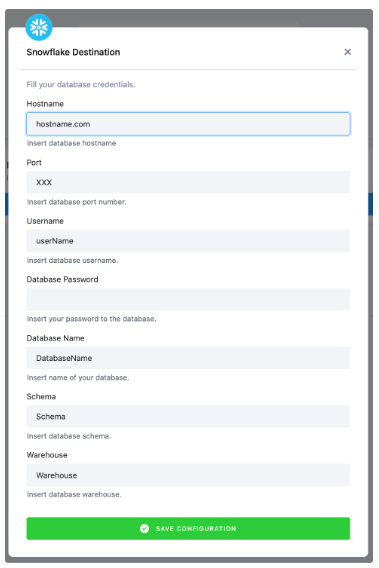 Snowflake Destination
Fill your database credentials.
Hostname
hostname.com
Insert database hostname
Port
XXX
Insert database port number.
Username
userName
Insert database username.
Database Password
Insert your password to the database.
Database Name
DatabaseName
Insert name of your database.
Schema
Schema
Insert database schema.
Warehouse
Warehouse
Insert database warehouse.
SAVE CONFIGURATION